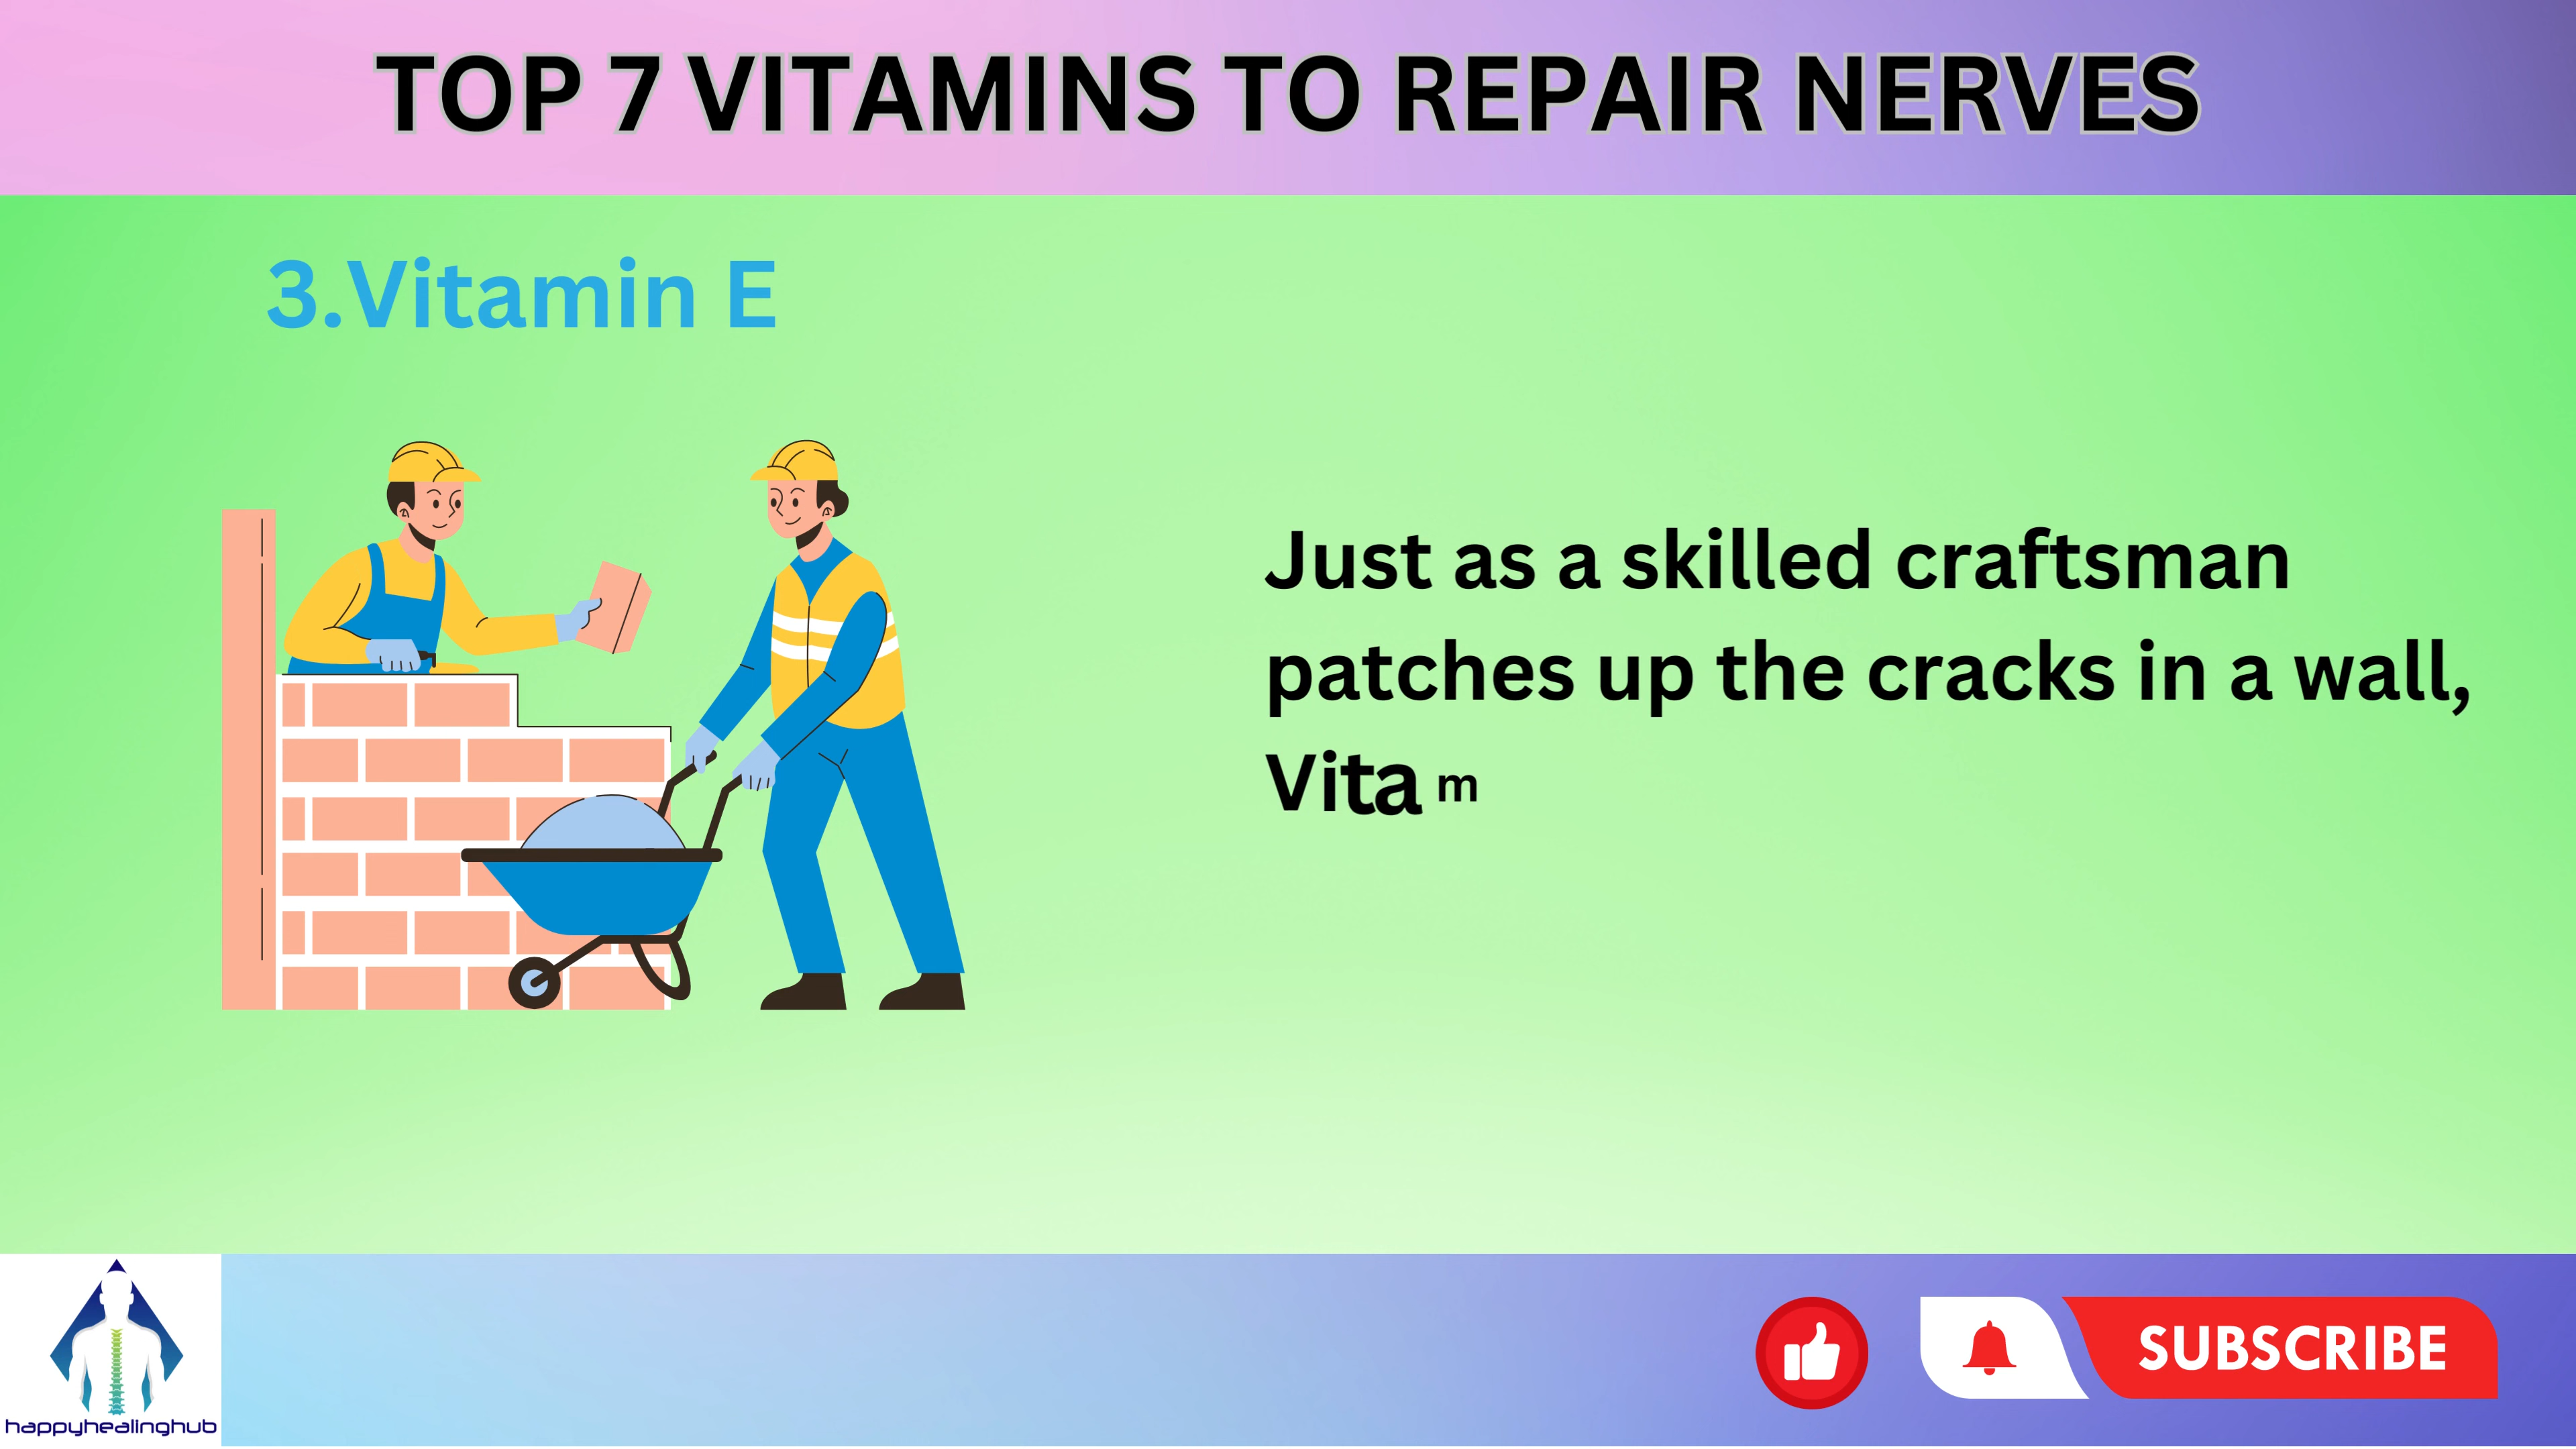 TOP 7 VITAMINS TO REPAIR NERVES
3.Vitamin E
Just as a skilled craftsman
patches up the cracks in a wall,
Vitam
happyhealinghub
SUBSCRIBE